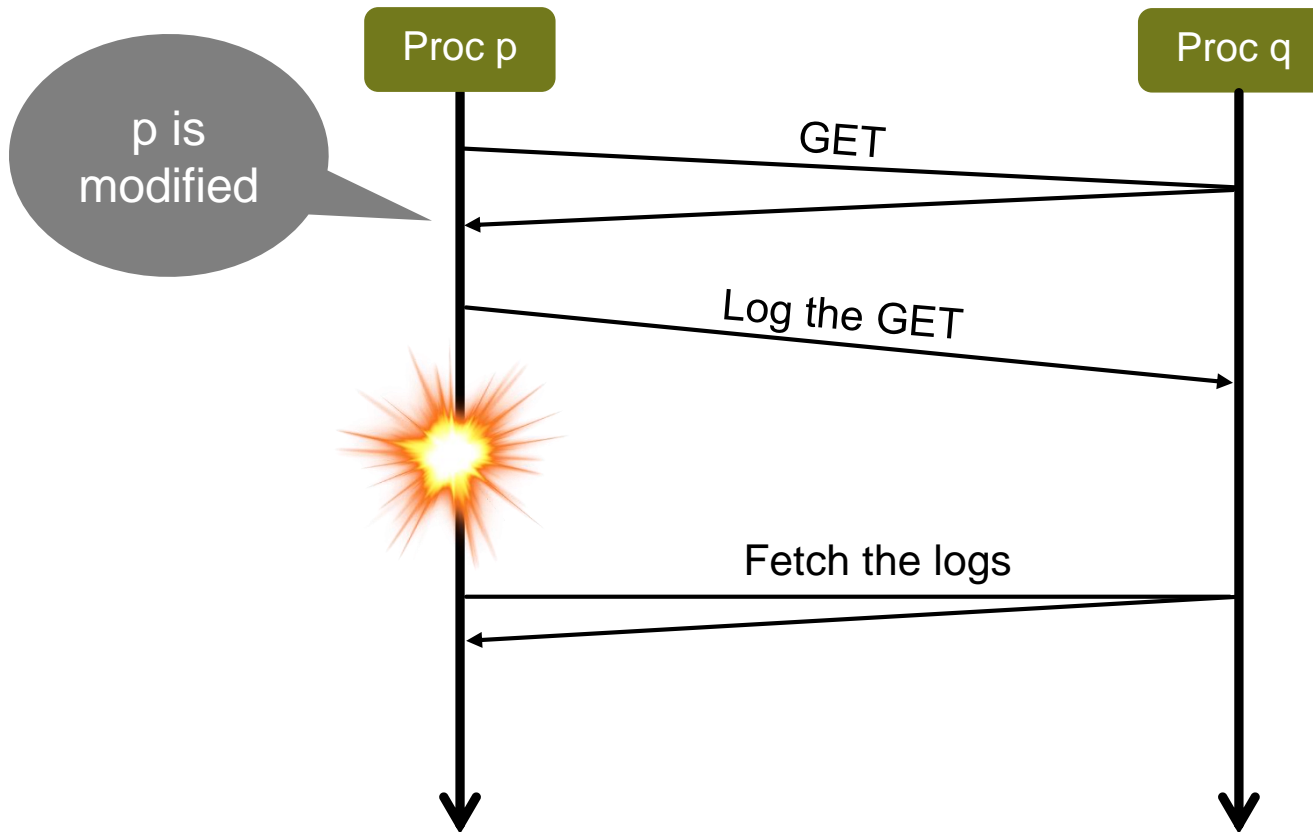 Proc p
Proc q
p is
modified
GET
Log the GET
Fetch the logs